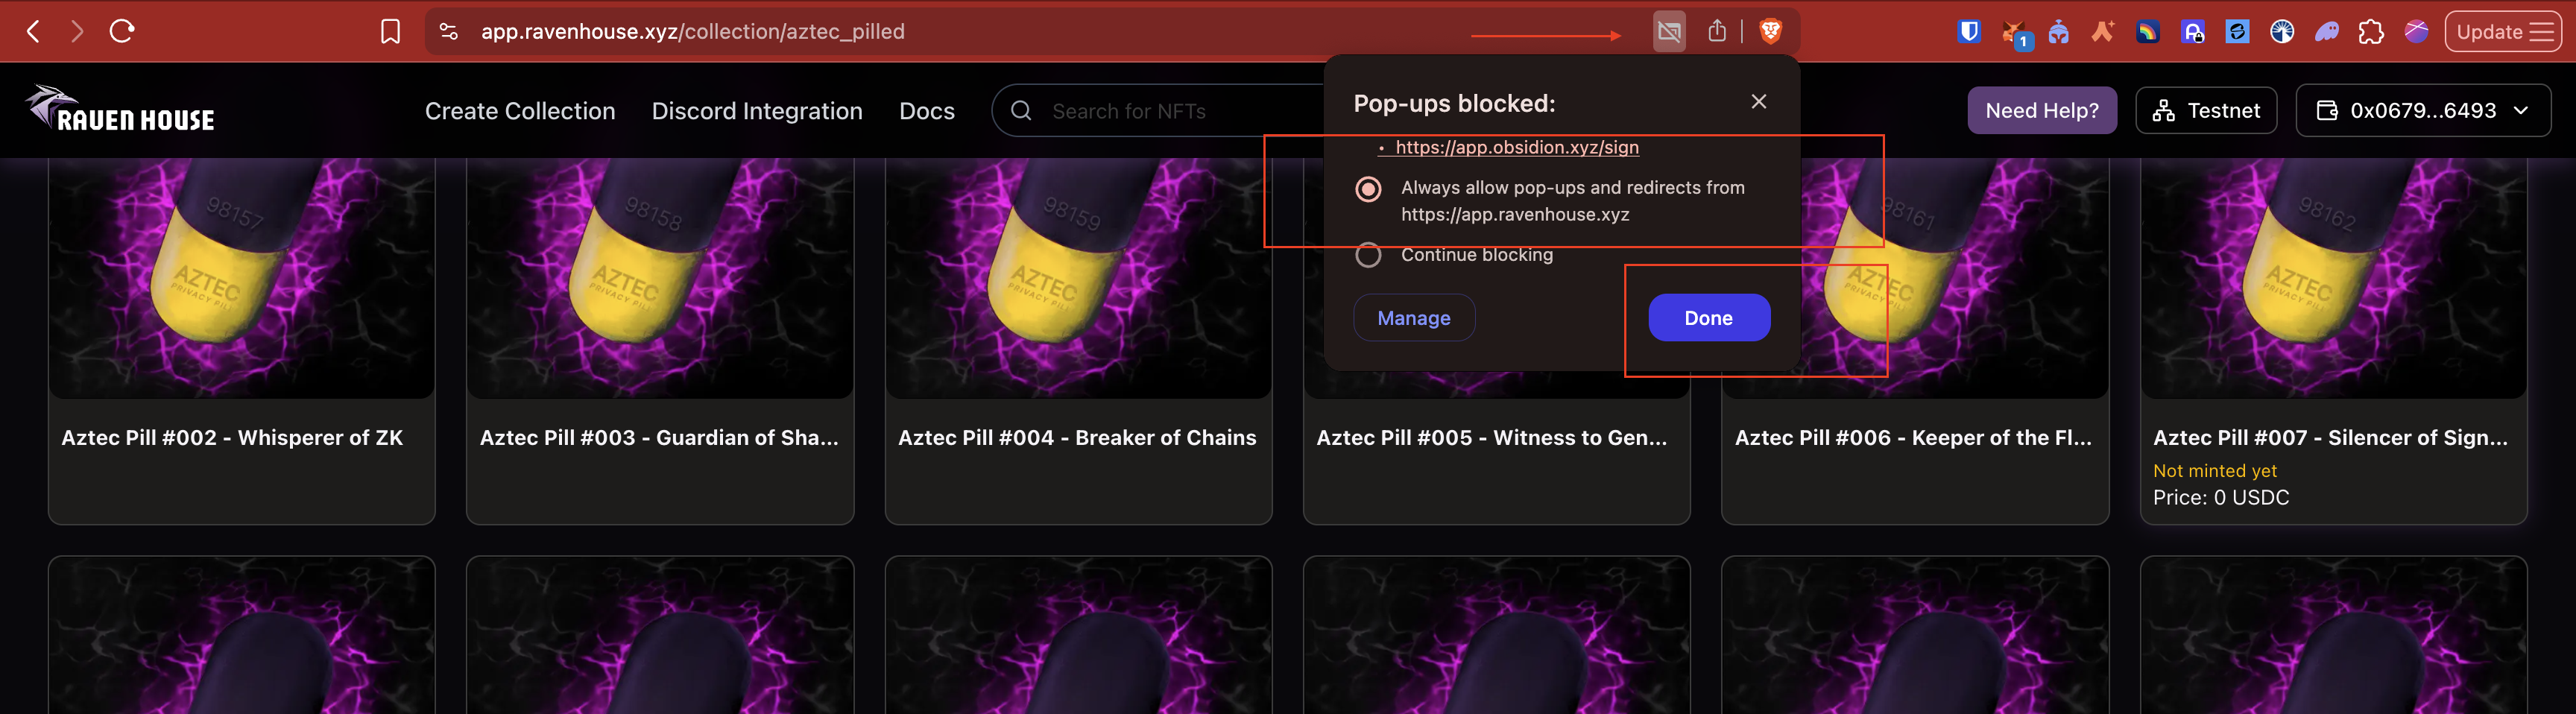 app.ravenhouse.xyz/collection/aztec_pilled
1
Update
RAVEN HOUSE
Create Collection
Discord Integration
Docs
Search for NFTs
Need Help?
Testnet
0x0679...6493
Pop-ups blocked:
• https://app.obsidion.xyz/sign
Always allow pop-ups and redirects from
https://app.ravenhouse.xyz
Continue blocking
Manage
Done
98157
AZTEC
PRIVACY PILL
98158
AZTEC
PRIVACY PILL
98159
AZTEC
PRIVACY PILL
98161
AZTEC
PRIVACY PILL
98162
AZTEC
PRIVACY PILL
Aztec Pill #002 - Whisperer of ZK
Aztec Pill #003 - Guardian of Sha...
Aztec Pill #004 - Breaker of Chains
Aztec Pill #005 - Witness to Gen...
Aztec Pill #006 - Keeper of the Fl...
Aztec Pill #007 - Silencer of Sign...
Not minted yet
Price: 0 USDC